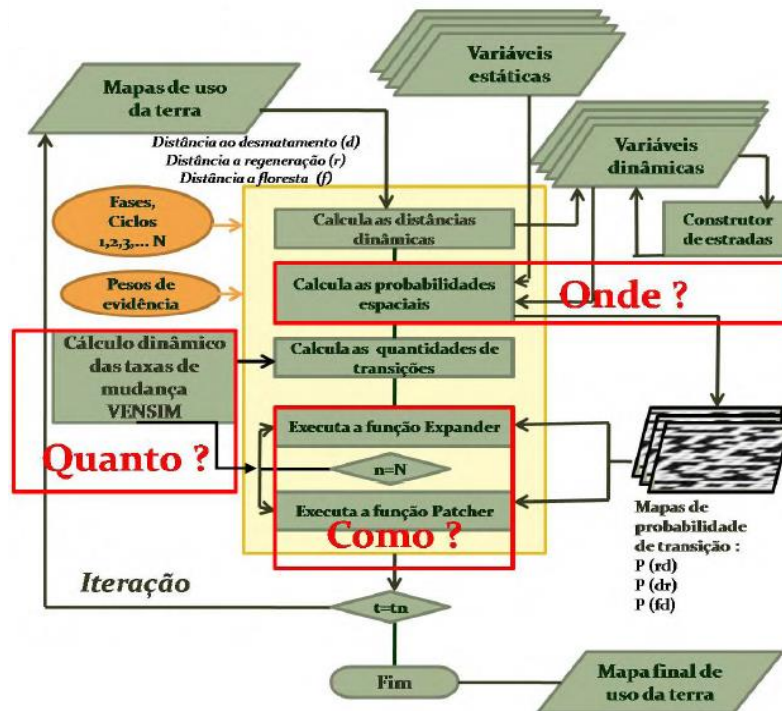 Variáveis
estáticas
Mapas de uso
da terra
Distância ao desmatamento (d)
Distância a regeneração (r)
Distância a floresta (f)
Variáveis
dinâmicas
Fases,
Ciclos
1,2,3,... N
Calcula as distâncias
dinâmicas
Construtor
de estradas
Pesos de
evidência
Calcula as probabilidades
espaciais
Onde ?
Cálculo dinâmico
das taxas de
mudança
VENSIM
Calcula as quantidades de
transições
Quanto ?
Executa a função Expander
n=N
Executa a função Patcher
Como ?
Mapas de
probabilidade
de transição :
P (rd)
P (dr)
P (fd)
Iteração
t=tn
Fim
Mapa final de
uso da terra